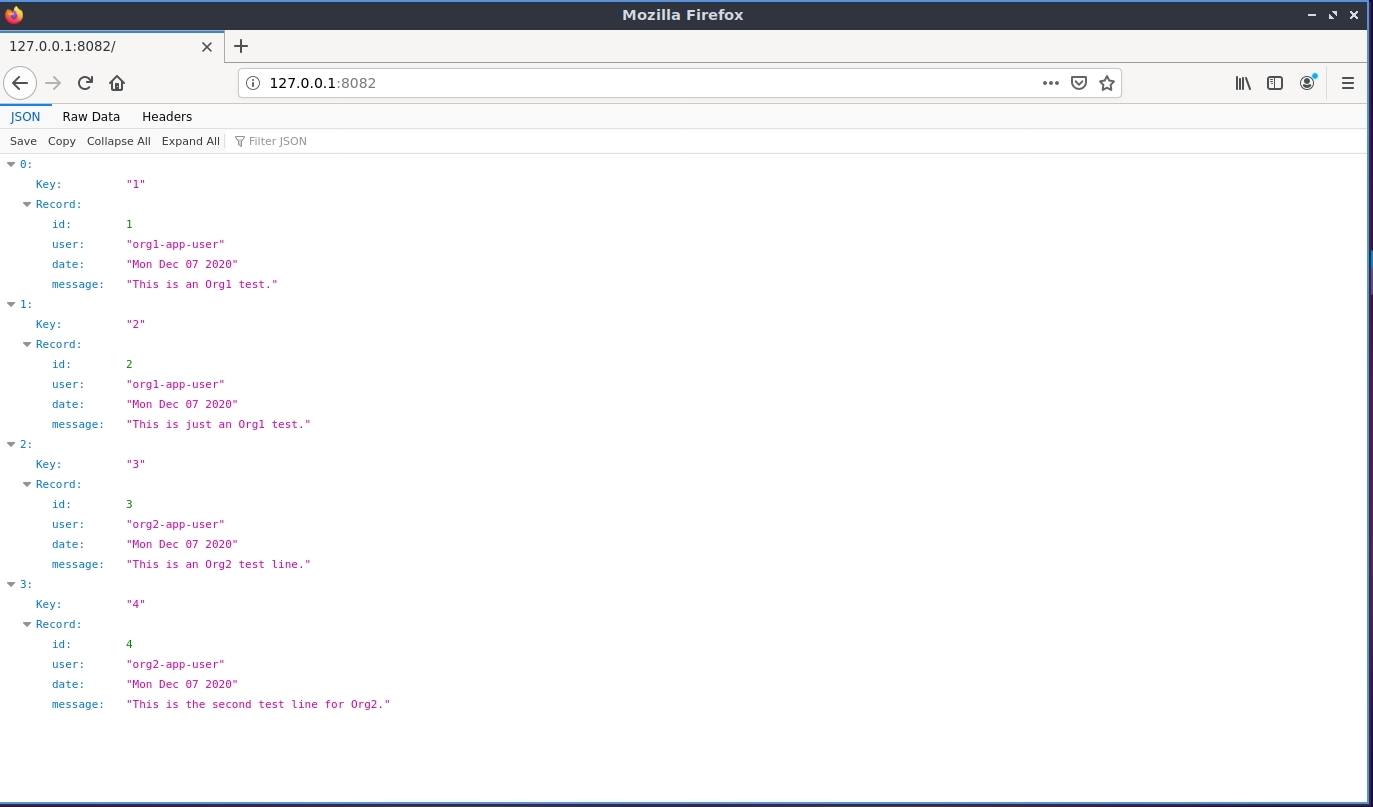 Mozilla Firefox
127.0.0.1:8082/
127.0.0.1:8082
JSON Raw Data Headers
Save Copy Collapse All Expand All Filter JSON
0:
Key: "1"
Record:
id: 1
user: "org1-app-user"
date: "Mon Dec 07 2020"
message: "This is an Org1 test."
1:
Key: "2"
Record:
id: 2
user: "org1-app-user"
date: "Mon Dec 07 2020"
message: "This is just an Org1 test."
2:
Key: "3"
Record:
id: 3
user: "org2-app-user"
date: "Mon Dec 07 2020"
message: "This is an Org2 test line."
3:
Key: "4"
Record:
id: 4
user: "org2-app-user"
date: "Mon Dec 07 2020"
message: "This is the second test line for Org2."